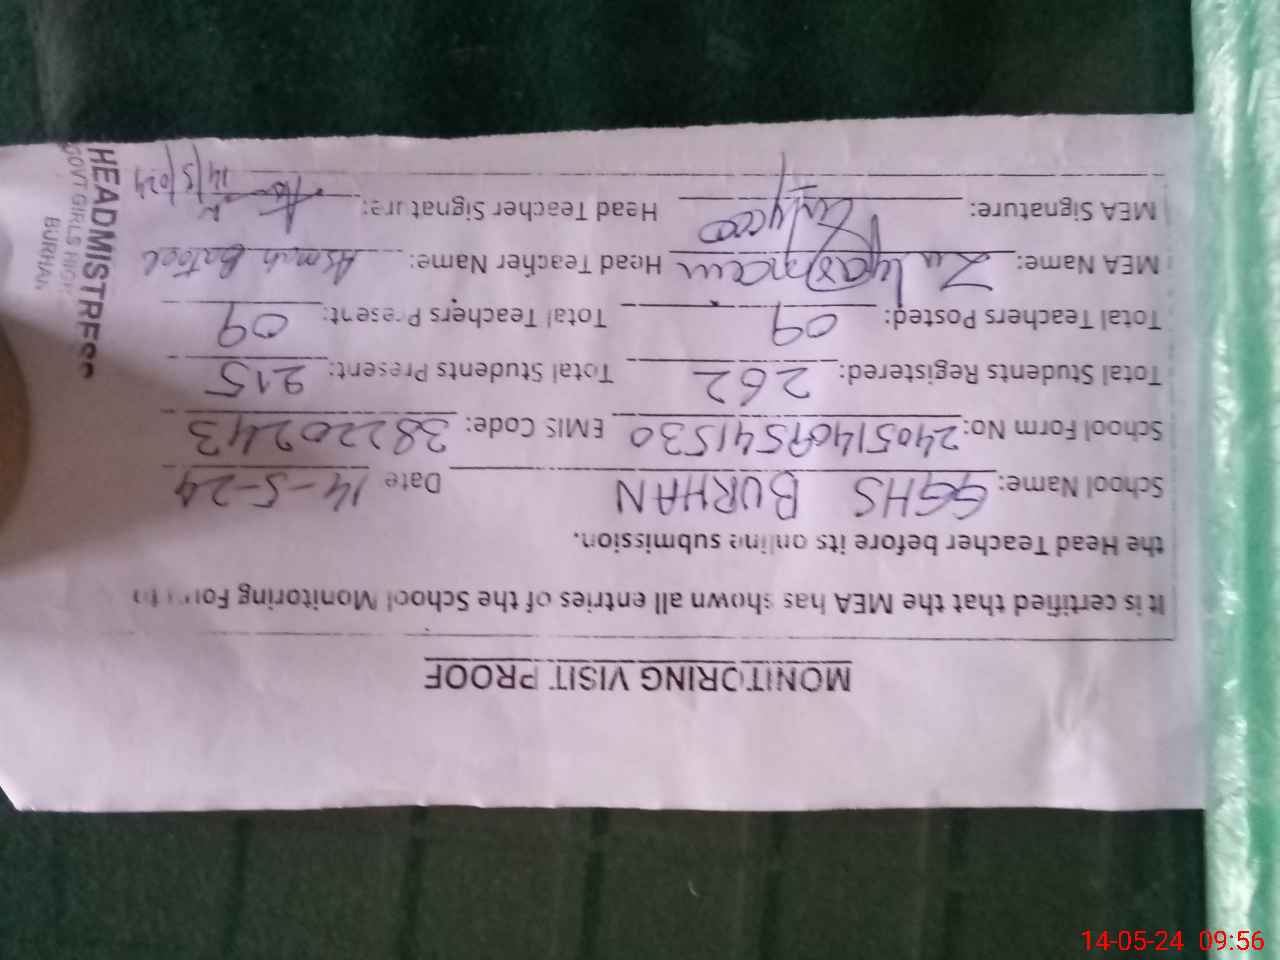 MONITORING VISIT PROOF
It is certified that the MEA has shown all entries of the School Monitoring Form to
the Head Teacher before its online submission.
School Name: GGHS BURHAN Date 14-5-24
School Form No: EMIS Code: 38220243
Total Students Registered: 262 Total Students Present: 215
Total Teachers Posted: 09 Total Teachers Present: 09
MEA Name: Head Teacher Name: Asmah Batool
MEA Signature: Head Teacher Signature: 14/5/024
HEADMISTRESS
GOVT GIRLS HIGH
BURHAN
14-05-24 09:56